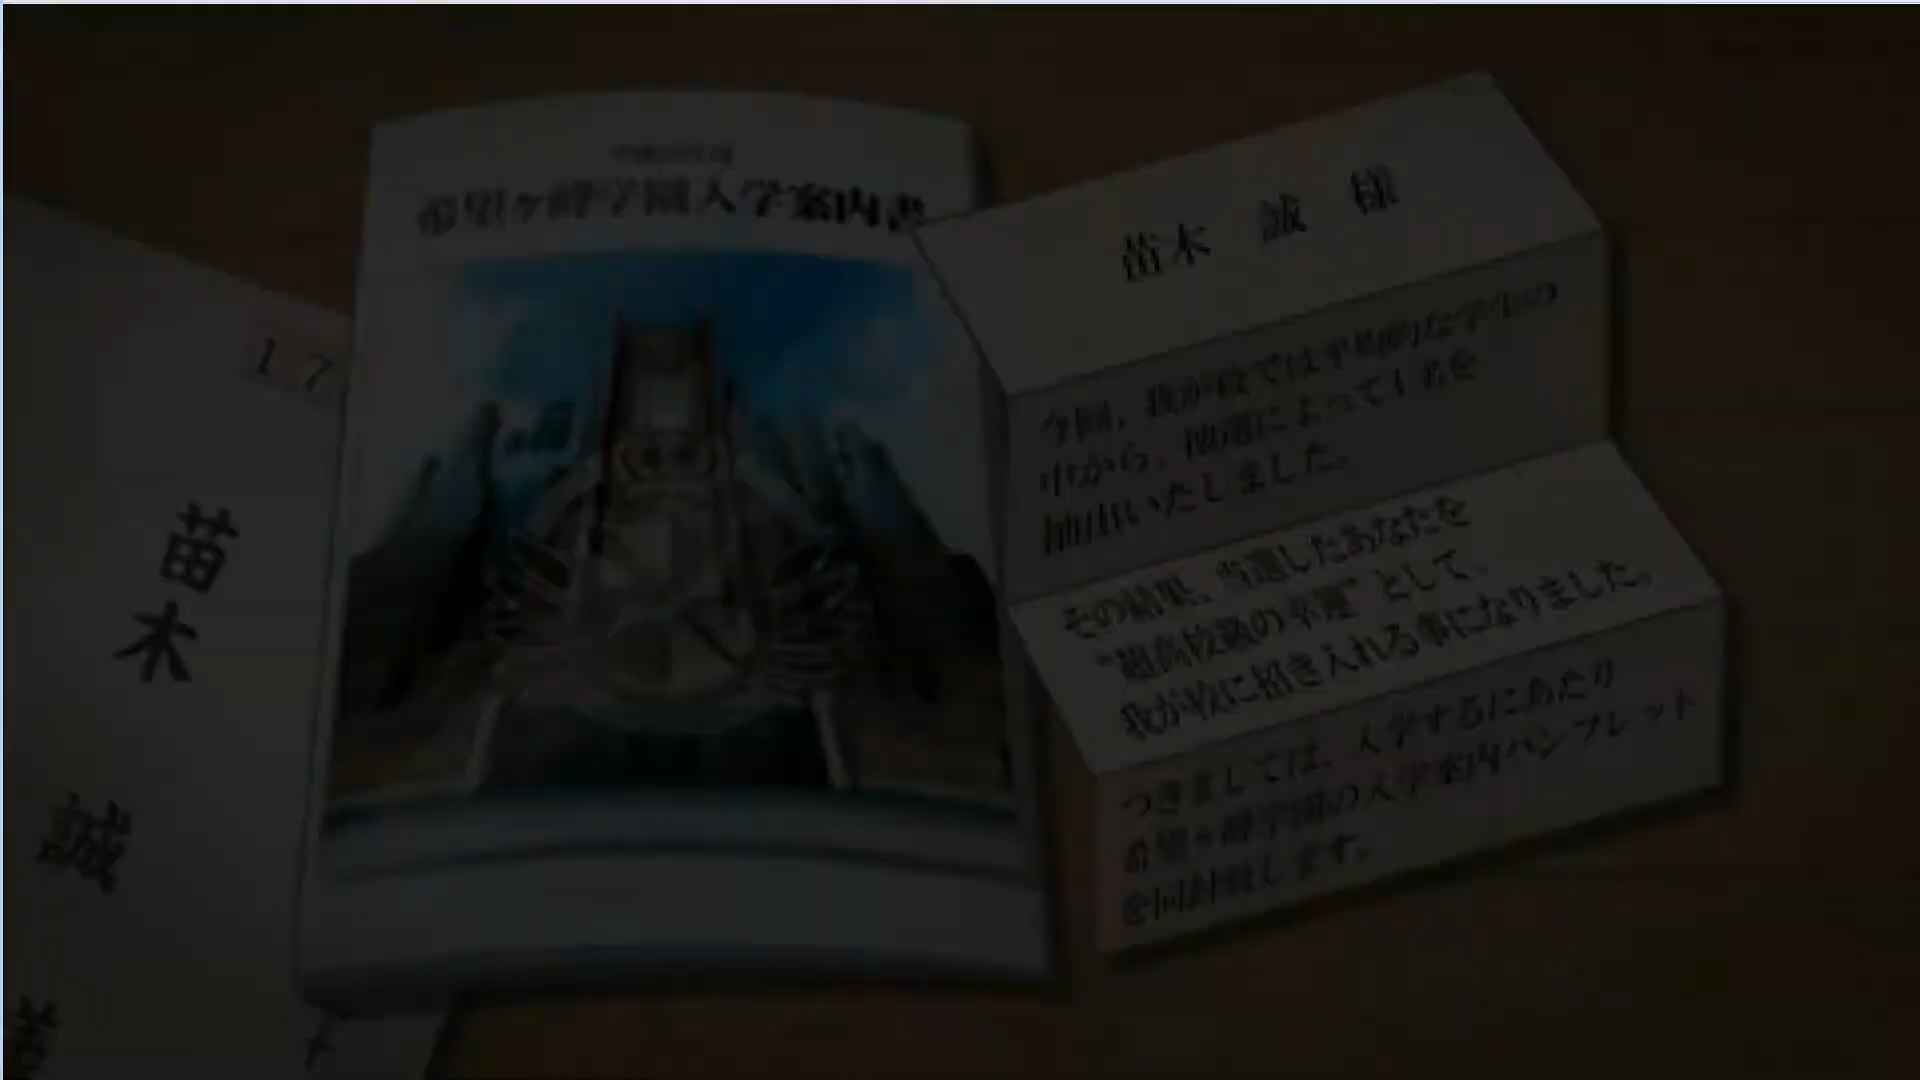 17
苗木
誠
希望ヶ峰学園入学案内書
苗木 誠 様
今回、我が校では平均的な学生の
中から、抽選によって1名を
抽出いたしました。
その結果、当選したあなたを
“超高校級の幸運”として、
我が校に招き入れる事になりました。
つきましては、入学するにあたり
希望ヶ峰学園の入学案内パンフレット
を同封致します。